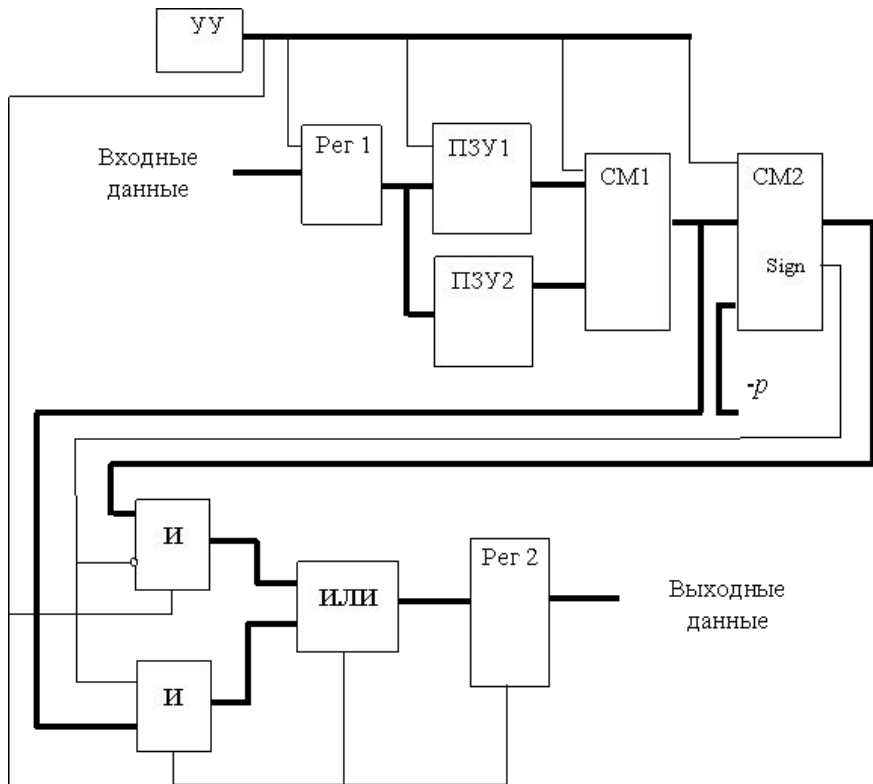 УУ
Входные
данные
Рег 1
ПЗУ1
ПЗУ2
СМ1
СМ2
Sign
-p
И
И
ИЛИ
Рег 2
Выходные
данные